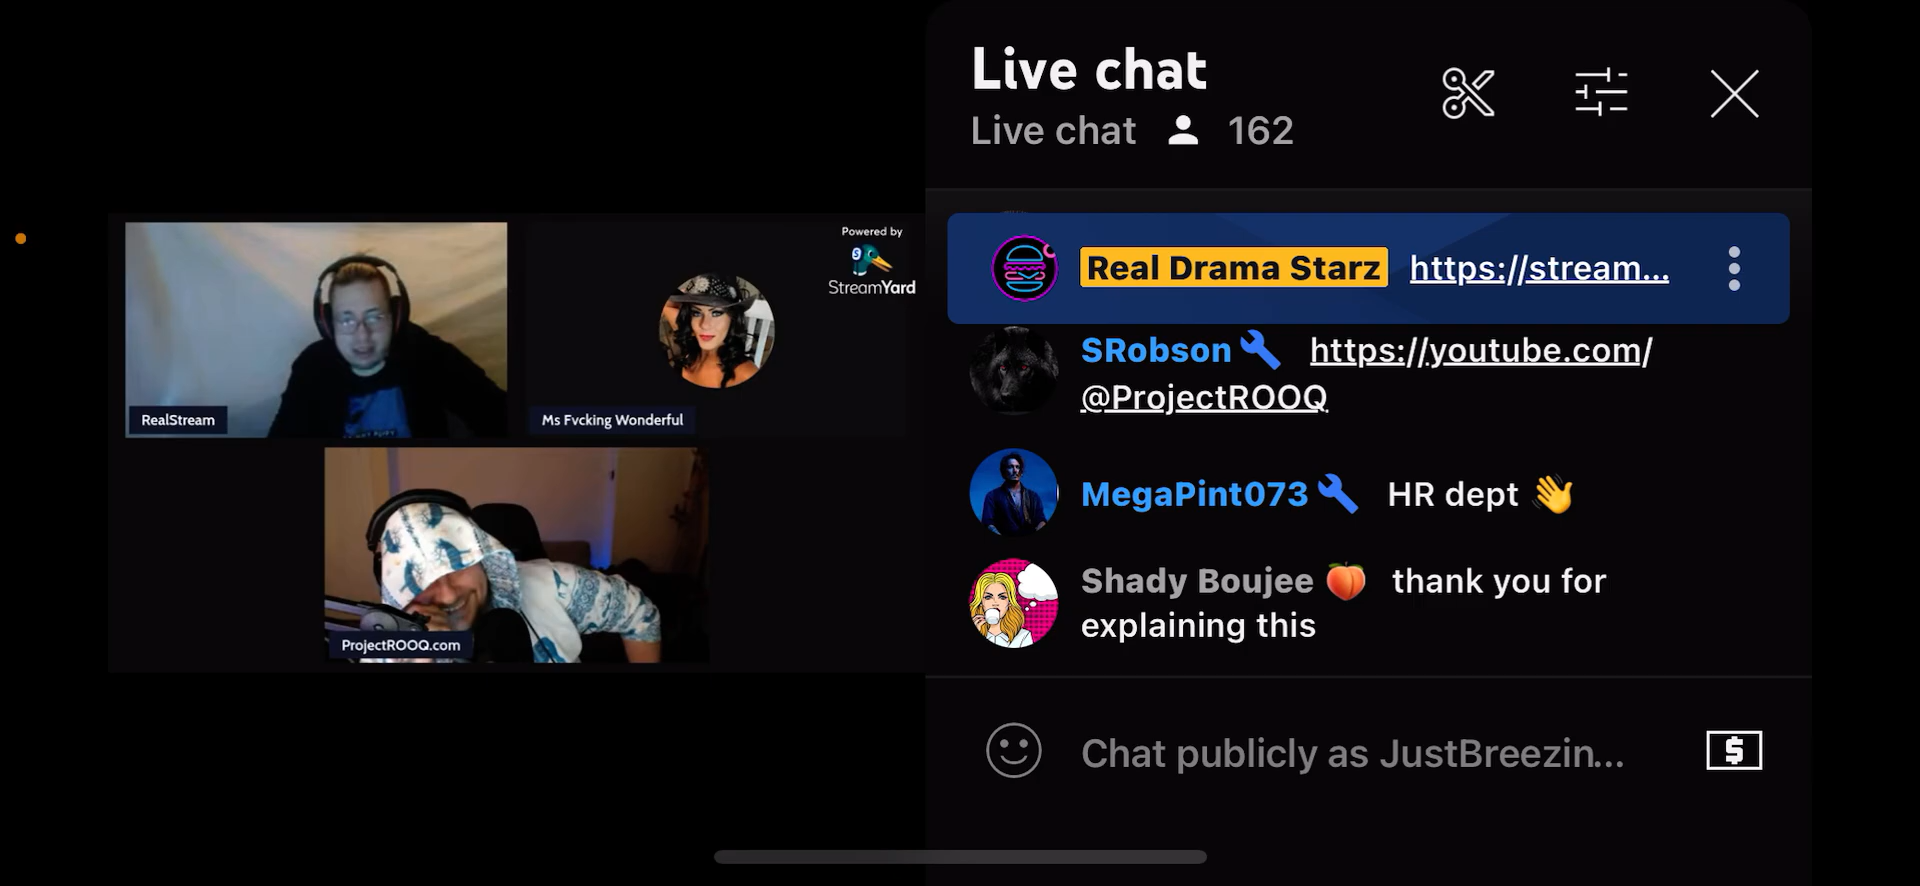 Live chat
Live chat 162
Powered by
StreamYard
RealStream
Ms Fvcking Wonderful
ProjectROOQ.com
Real Drama Starz https://stream...
SRobson https://youtube.com/
@ProjectROOQ
MegaPint073 HR dept 👋
Shady Boujee 🍑 thank you for
explaining this
Chat publicly as JustBreezin...